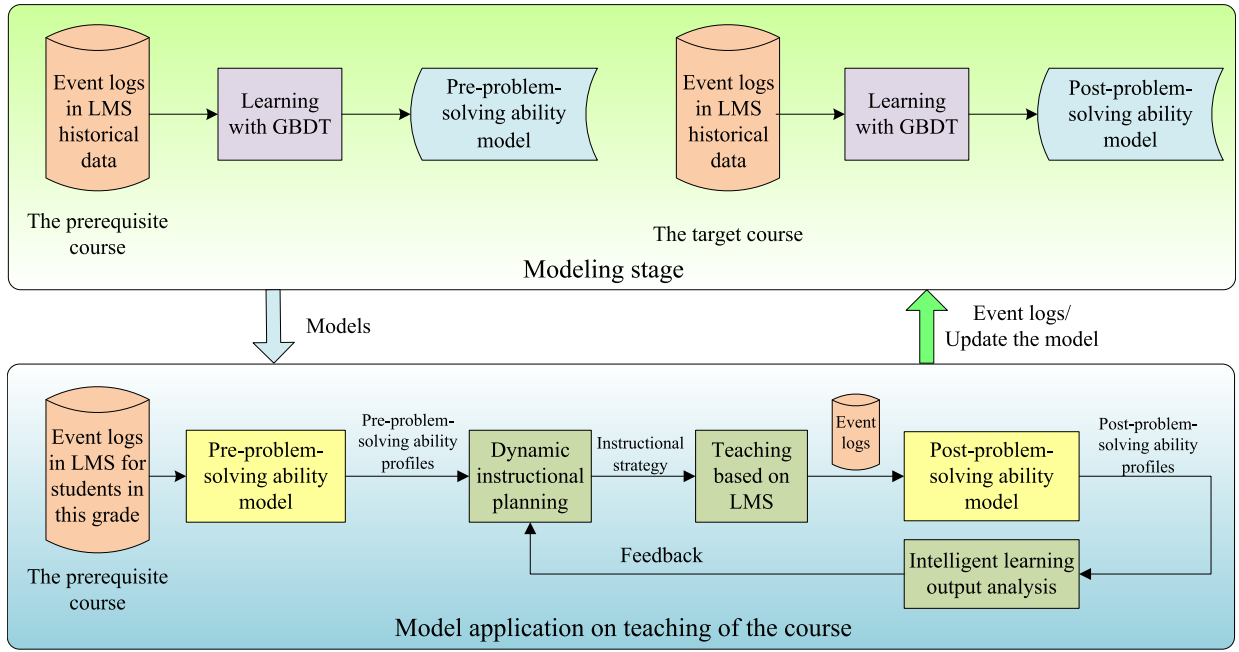 Event logs
in LMS
historical
data
The prerequisite
course
Learning
with GBDT
Pre-problem-
solving ability
model
Event logs
in LMS
historical
data
The target course
Learning
with GBDT
Post-problem-
solving ability
model
Modeling stage
Models
Event logs/
Update the model
Event logs
in LMS for
students in
this grade
The prerequisite
course
Pre-problem-
solving ability
model
Pre-problem-
solving ability
profiles
Dynamic
instructional
planning
Instructional
strategy
Teaching
based on
LMS
Event
logs
Post-problem-
solving ability
model
Post-problem-
solving ability
profiles
Intelligent learning
output analysis
Feedback
Model application on teaching of the course